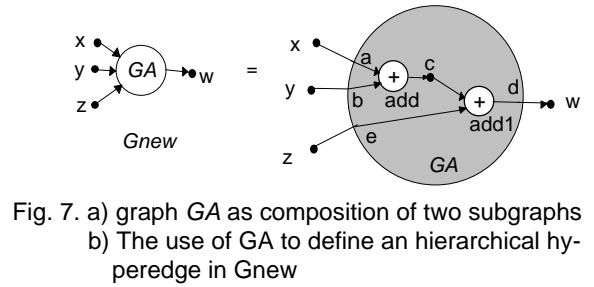 x
y
z
GA
w
=
Gnew
x
y
z
a
b
+
add
c
e
+
add1
d
w
GA
Fig. 7. a) graph GA as composition of two subgraphs
b) The use of GA to define an hierarchical hy-
peredge in Gnew